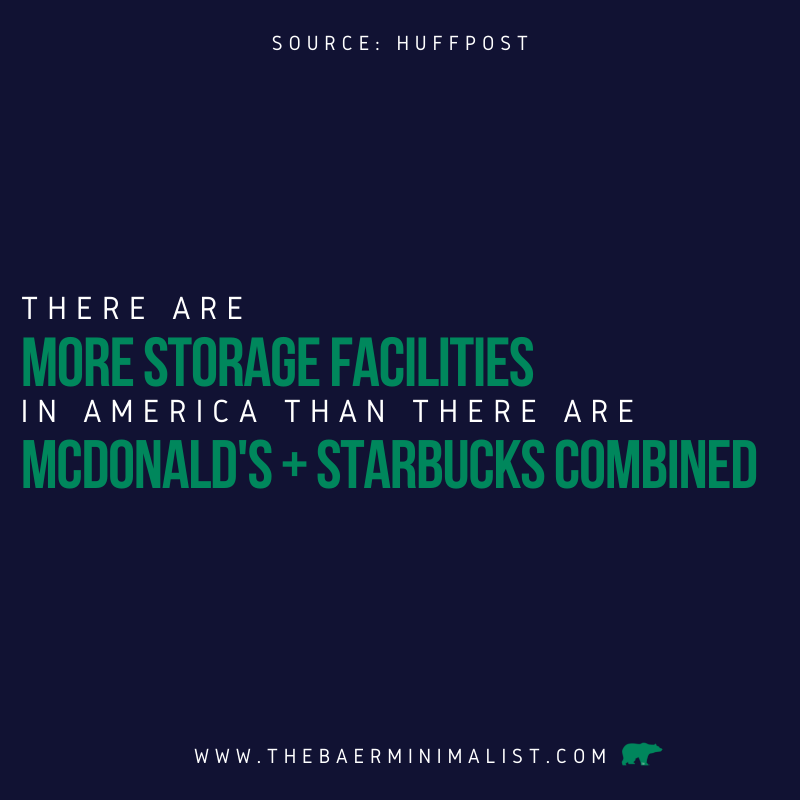 SOURCE: HUFFPOST
THERE ARE
MORE STORAGE FACILITIES
IN AMERICA THAN THERE ARE
MCDONALD'S + STARBUCKS COMBINED
WWW.THEBAERMINIMALIST.COM